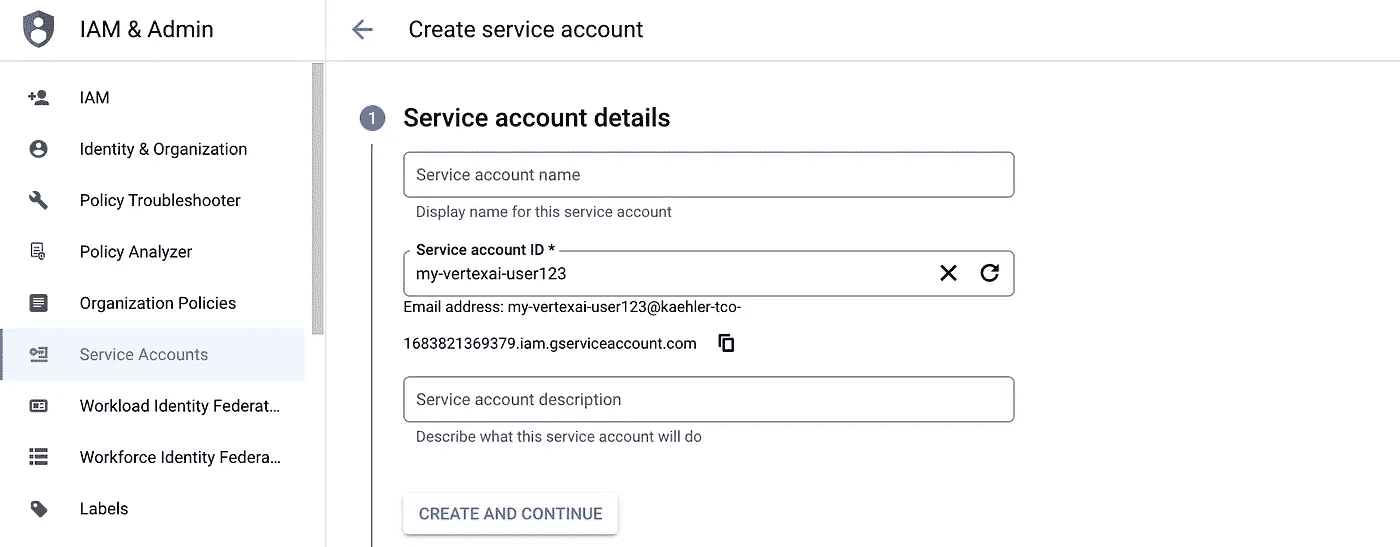 IAM & Admin
Create service account
IAM
Identity & Organization
Policy Troubleshooter
Policy Analyzer
Organization Policies
Service Accounts
Workload Identity Federat...
Workforce Identity Federa...
Labels
1 Service account details
Service account name
Display name for this service account
Service account ID *
my-vertexai-user123
Email address: my-vertexai-user123@kaehler-tco-
1683821369379.iam.gserviceaccount.com
Service account description
Describe what this service account will do
CREATE AND CONTINUE